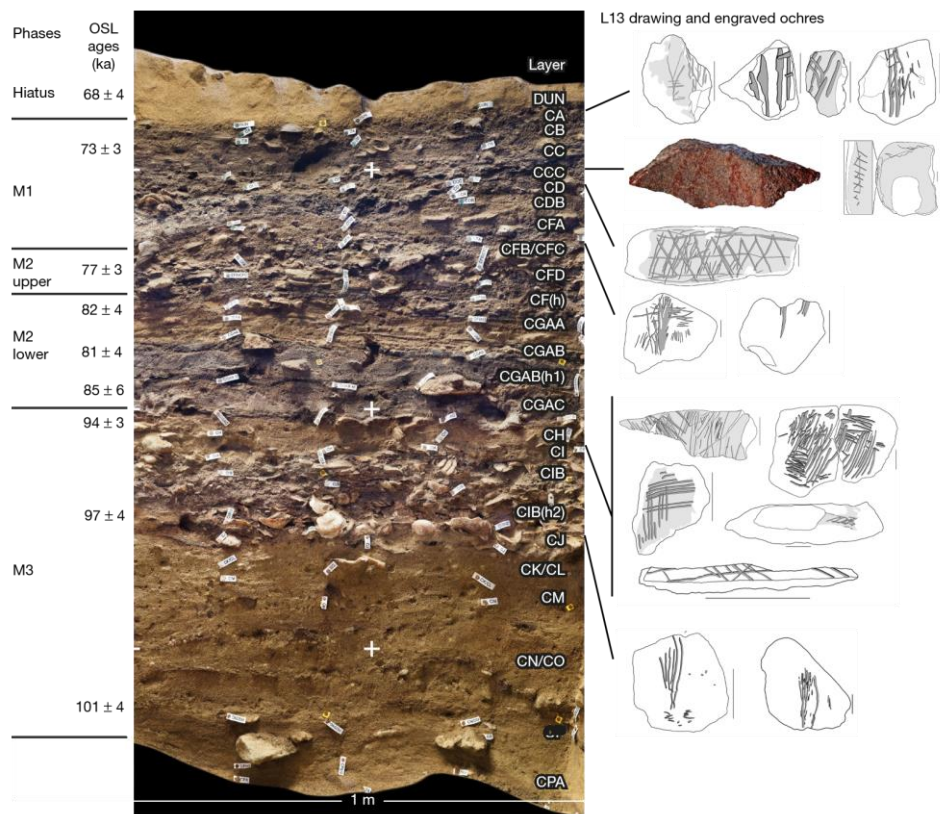 L13 drawing and engraved ochres
Phases
OSL
ages
(ka)
Layer
Hiatus
68 ± 4
73 ± 3
M1
M2
upper
77 ± 3
82 ± 4
M2
lower
81 ± 4
85 ± 6
94 ± 3
97 ± 4
M3
101 ± 4
DUN
CA
CB
CC
CCC
CD
CDB
CFA
CFB/CFC
CFD
CF(h)
CGAA
CGAB
CGAB(h1)
CGAC
CH
CI
CIB
CIB(h2)
CJ
CK/CL
CM
CN/CO
CPA
1 m